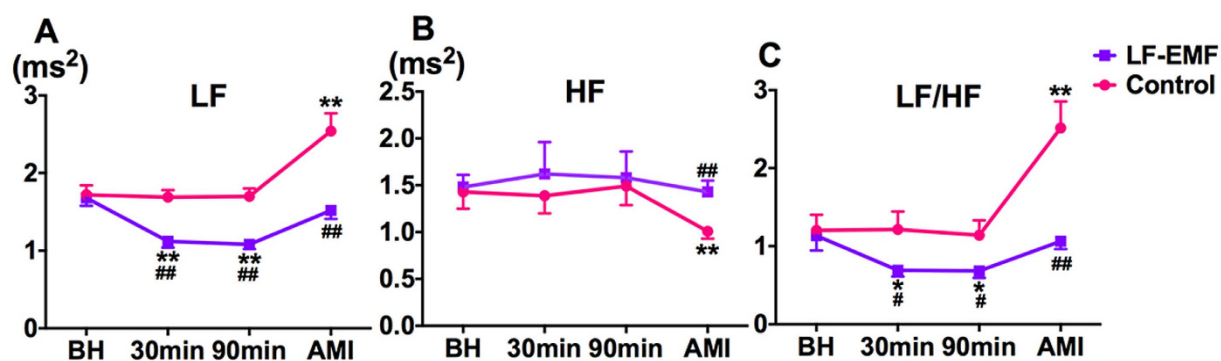 A
(ms²)
LF
3
2
1
0
**
**
##
**
##
##
BH 30min 90min AMI
B
(ms²)
HF
2.5
2.0
1.5
1.0
0.5
0.0
##
**
BH 30min 90min AMI
C
LF/HF
3
2
1
0
**
*
#
*
#
##
BH 30min 90min AMI
LF-EMF
Control